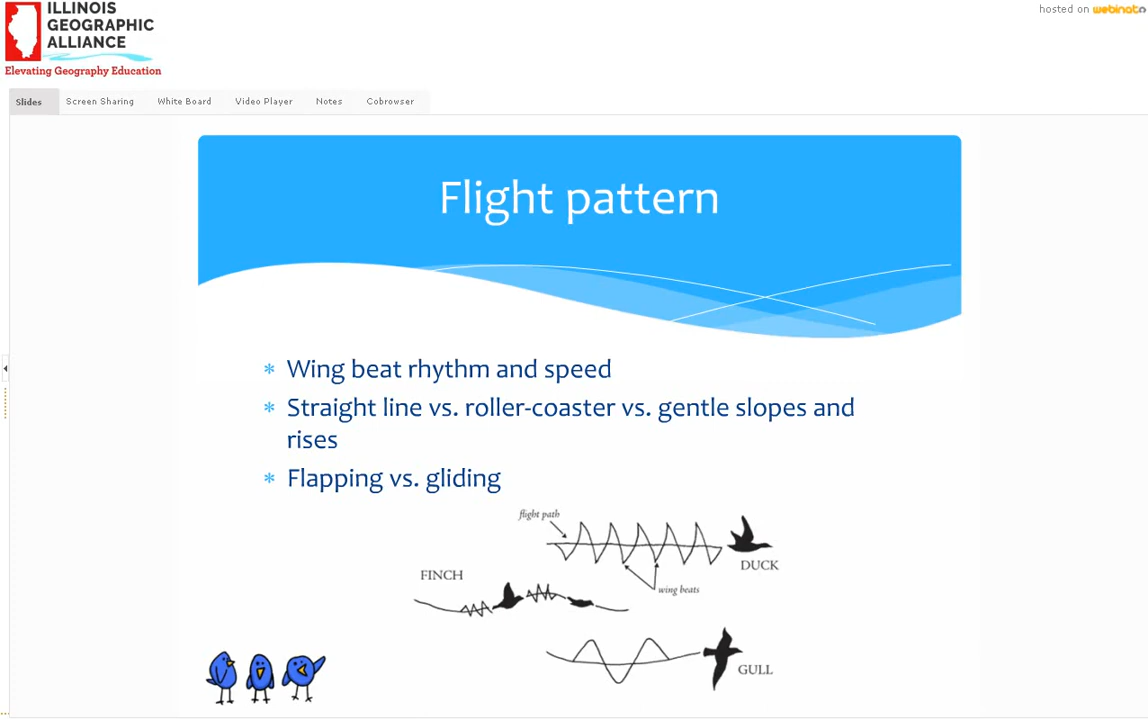 ILLINOIS
GEOGRAPHIC
ALLIANCE
Elevating Geography Education
hosted on webinato
Slides
Screen Sharing
White Board
Video Player
Notes
Cobrowser
Flight pattern
* Wing beat rhythm and speed
* Straight line vs. roller-coaster vs. gentle slopes and
rises
* Flapping vs. gliding
flight path
DUCK
FINCH
wing beats
GULL